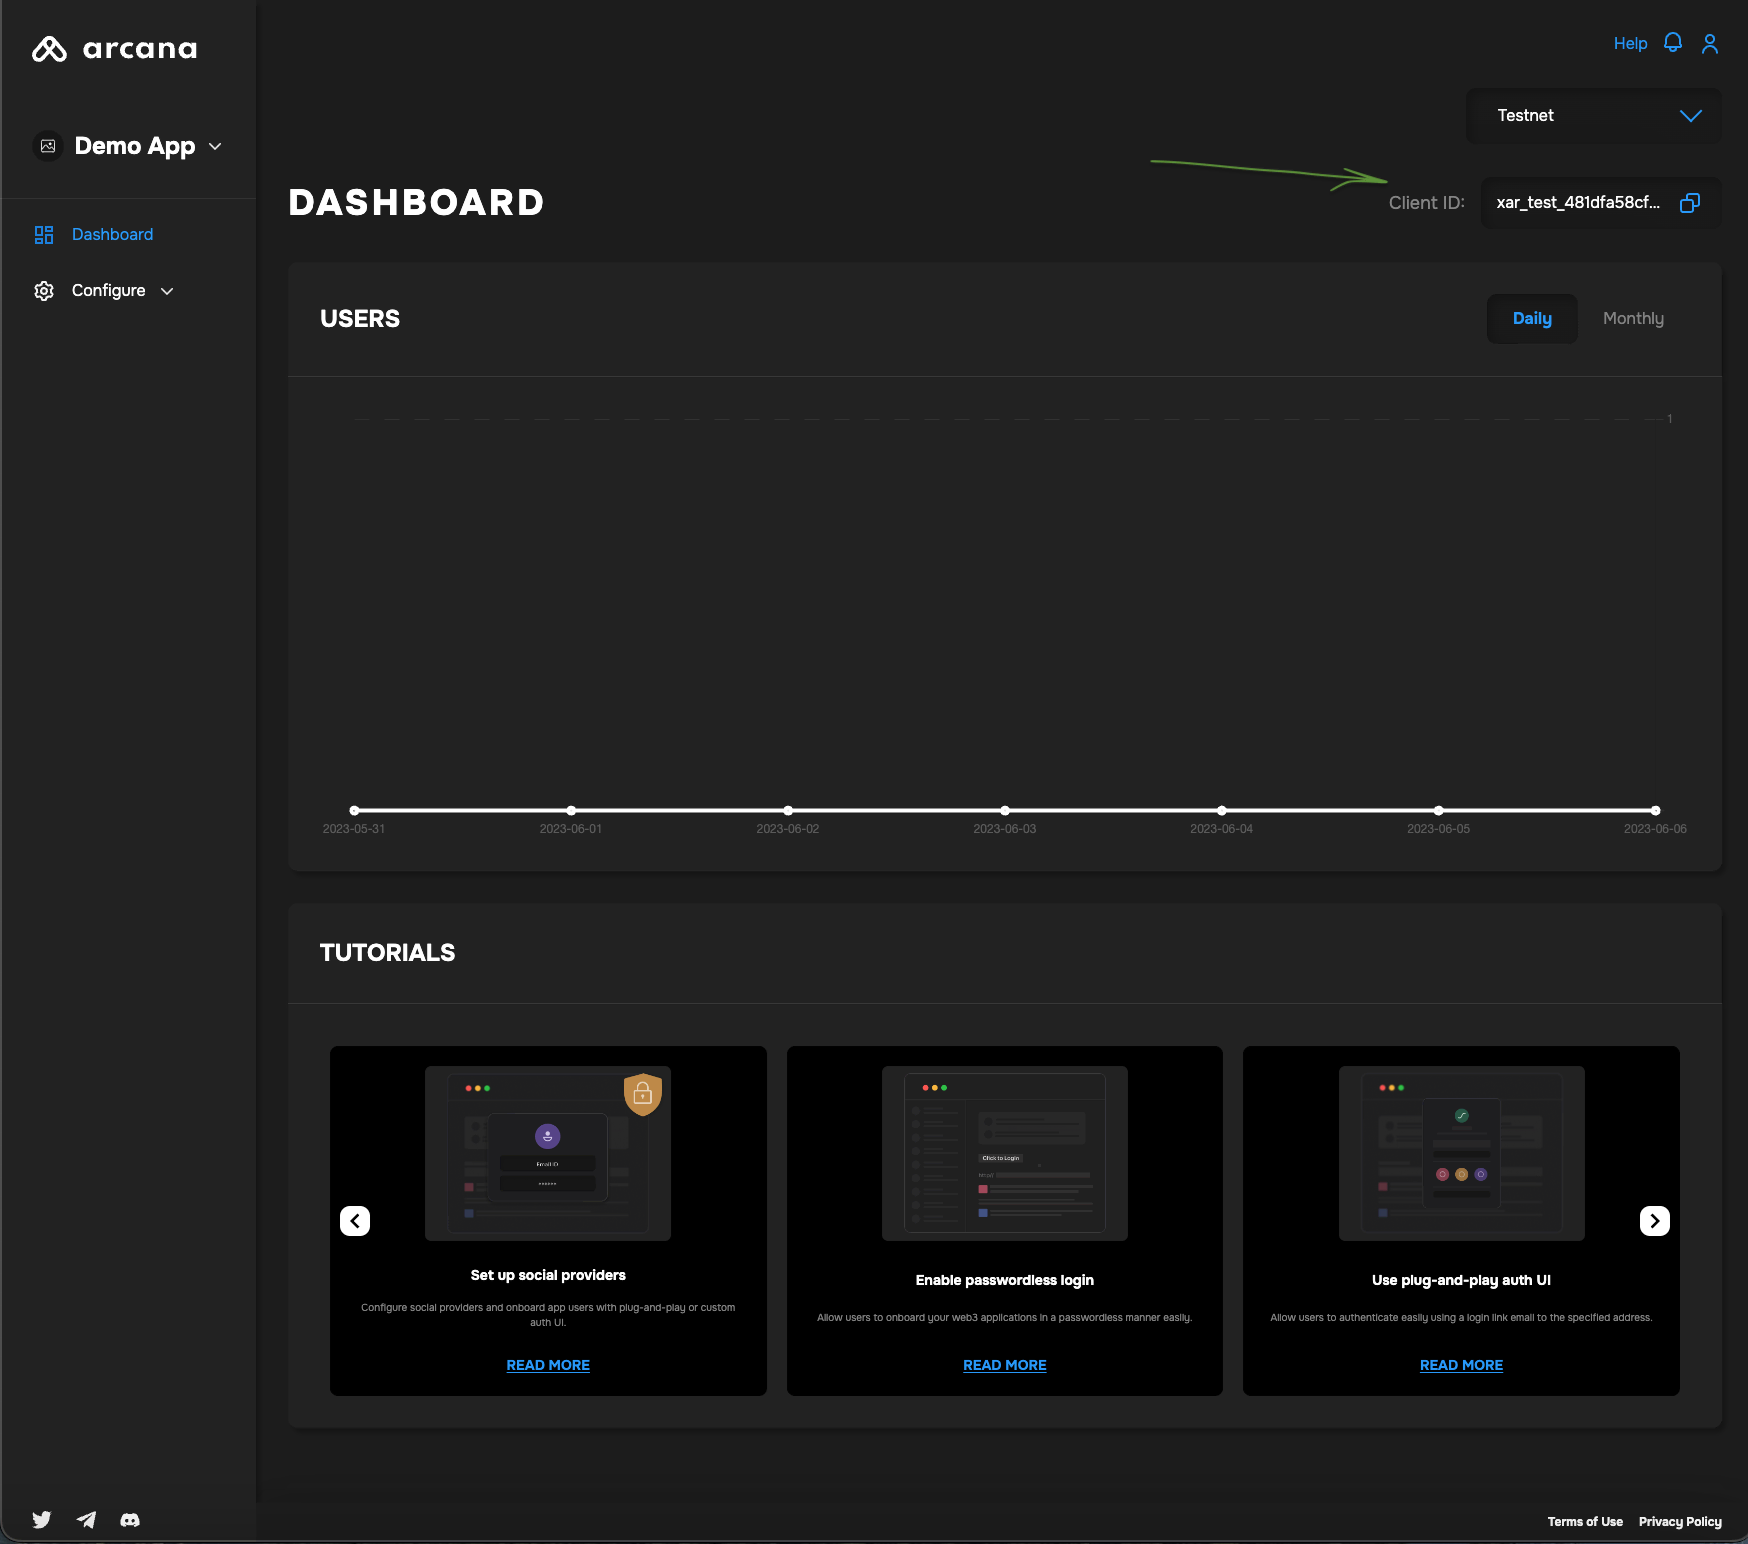 arcana
Help
Testnet
Demo App
DASHBOARD
Client ID:
xar_test_481dfa58cf...
Dashboard
Configure
USERS
Daily
Monthly
1
2023-05-31
2023-06-01
2023-06-02
2023-06-03
2023-06-04
2023-06-05
2023-06-06
TUTORIALS
Email ID
Click to Login
Set up social providers
Configure social providers and onboard app users with plug-and-play or custom
auth UI.
READ MORE
Enable passwordless login
Allow users to onboard your web3 applications in a passwordless manner easily.
READ MORE
Use plug-and-play auth UI
Allow users to authenticate easily using a login link email to the specified address.
READ MORE
Terms of Use
Privacy Policy